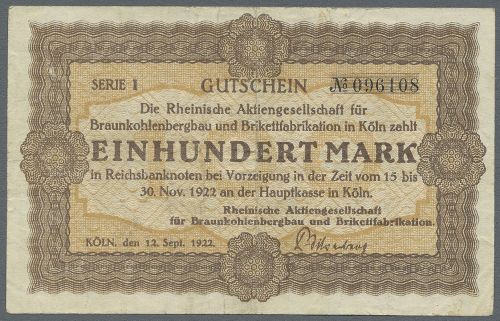 SERIE 1 GUTSCHEIN № 096108
Die Rheinische Aktiengesellschaft für
Braunkohlenbergbau und Brikettfabrikation in Köln zahlt
EINHUNDERT MARK
in Reichsbanknoten bei Vorzeigung in der Zeit vom 15 bis
30. Nov. 1922 an der Hauptkasse in Köln.
Rheinische Aktiengesellschaft
für Braunkohlenbergbau und Brikettfabrikation.
KÖLN. den 12. Sept. 1922.